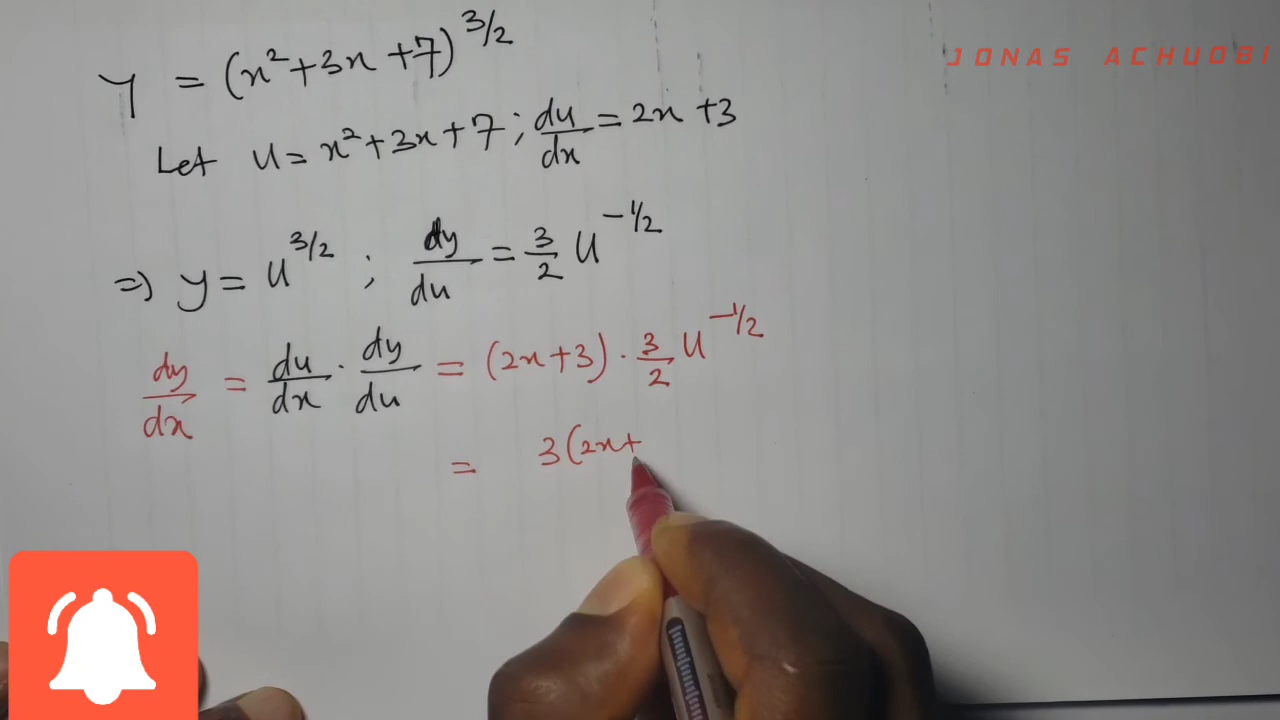 JONAS ACHUOBI
y = (x²+3x+7)^3/2
Let u = x²+3x+7 ; du/dx = 2x+3
⇒ y = u^3/2 ; dy/du = 3/2 u^-1/2
dy/dx = du/dx · dy/du = (2x+3) · 3/2 u^-1/2
= 3(2x+